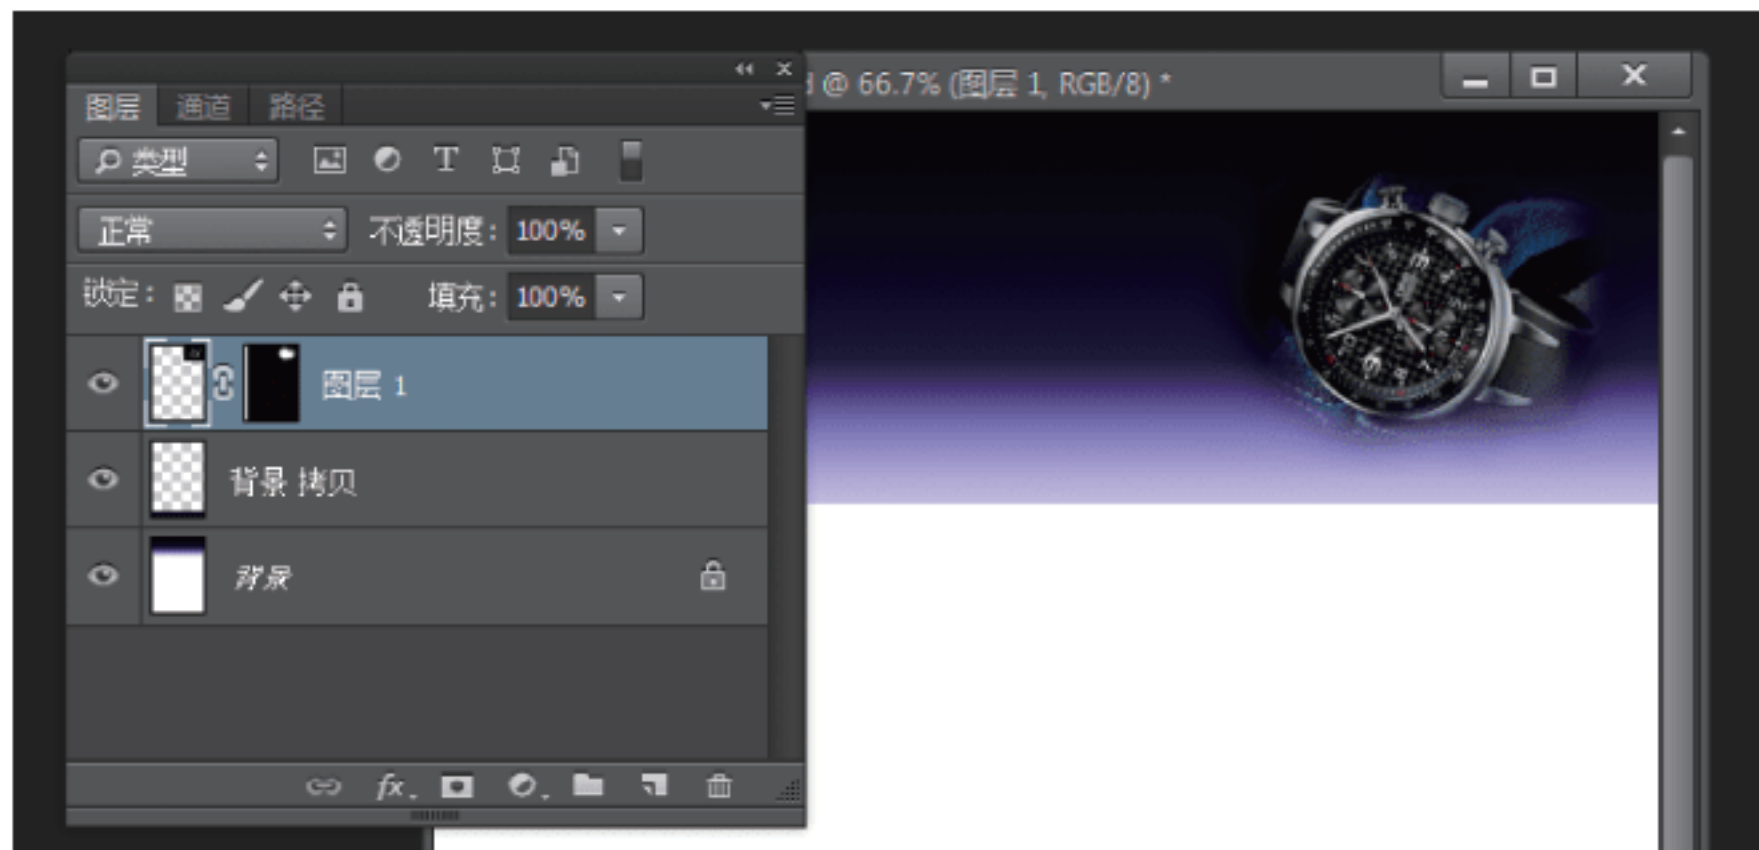 @ 66.7% (图层 1, RGB/8) *
图层 通道 路径
类型
正常 不透明度: 100%
锁定: 填充: 100%
图层 1
背景 拷贝
背景
fx.